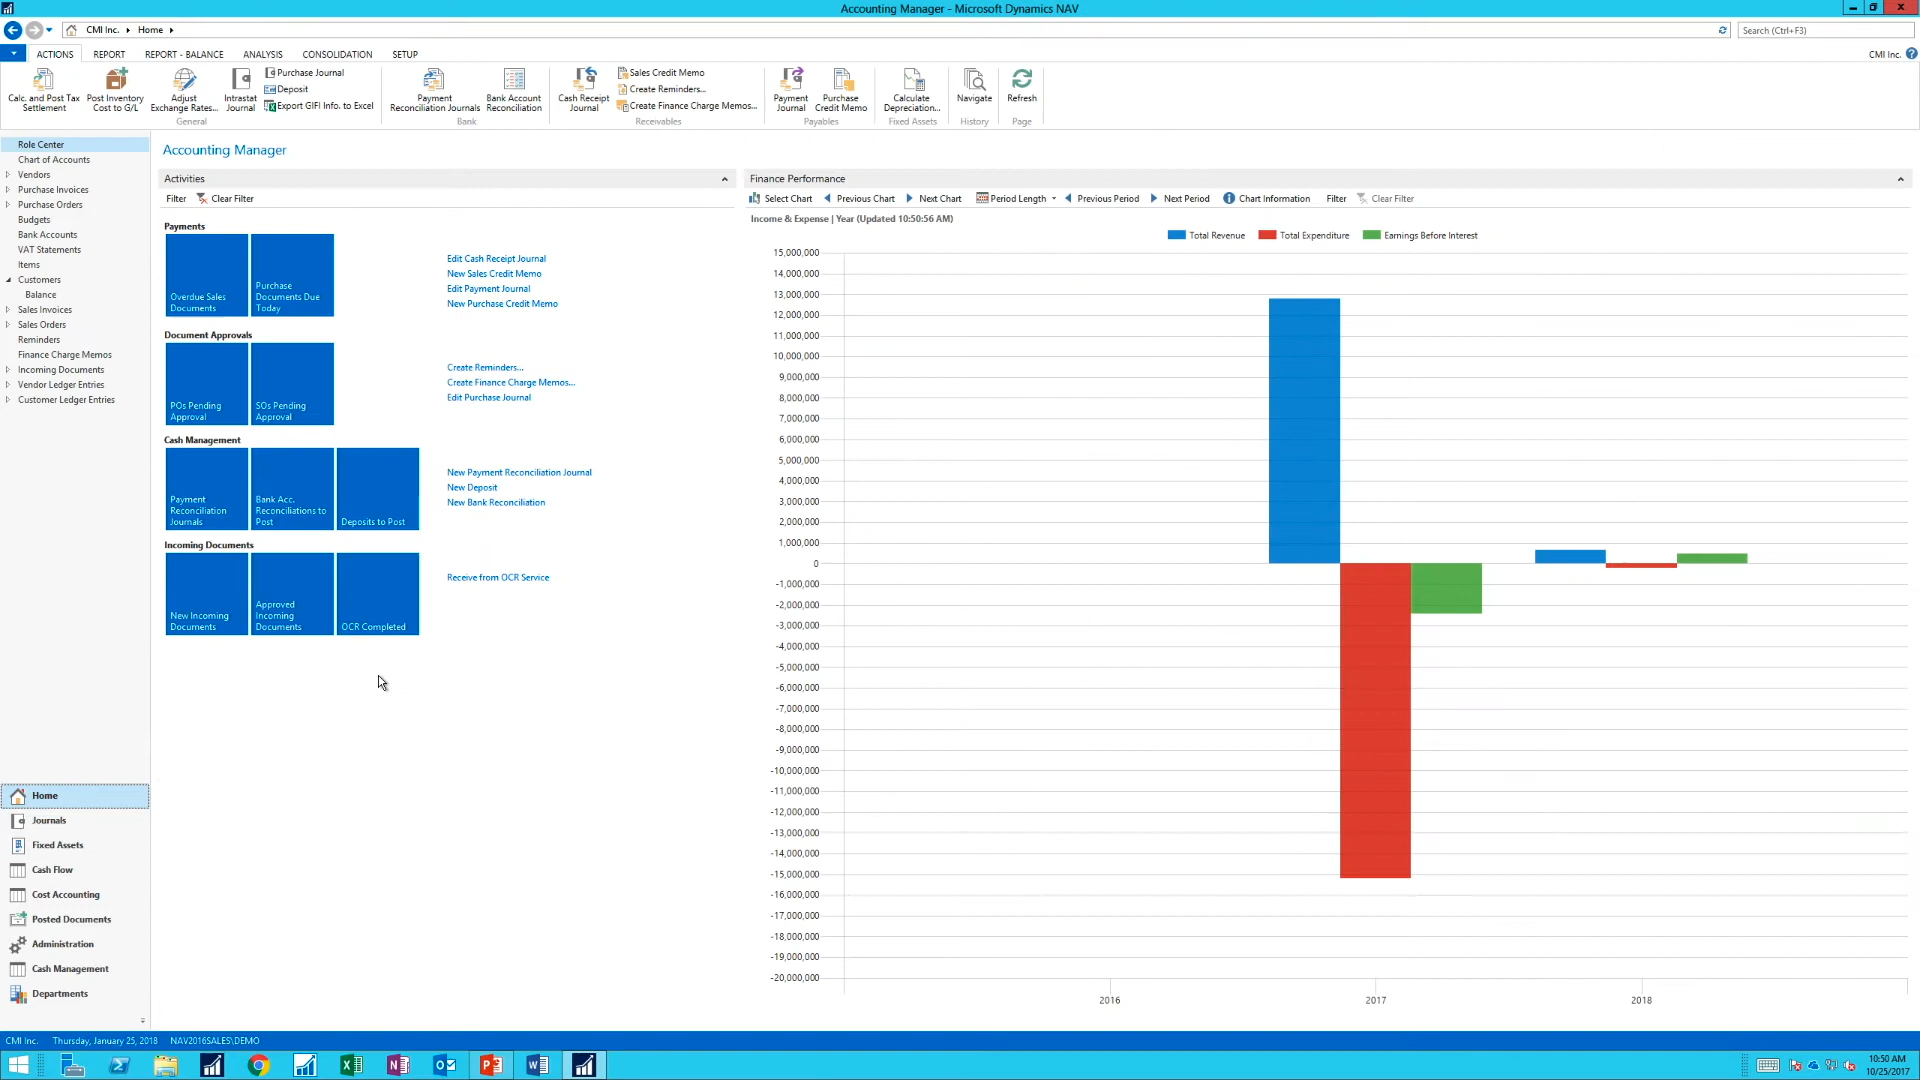 Accounting Manager - Microsoft Dynamics NAV
CMI Inc. Home
Search (Ctrl+F3)
ACTIONS REPORT REPORT - BALANCE ANALYSIS CONSOLIDATION SETUP
CMI Inc.
Calc. and Post Tax Settlement
Post Inventory Cost to G/L
Adjust Exchange Rates...
Intrastat Journal
Purchase Journal
Deposit
Export GIFI Info. to Excel
General
Payment Reconciliation Journals
Bank Account Reconciliation
Bank
Cash Receipt Journal
Sales Credit Memo
Create Reminders...
Create Finance Charge Memos...
Receivables
Payment Journal
Purchase Credit Memo
Payables
Calculate Depreciation...
Fixed Assets
Navigate
History
Refresh
Page
Role Center
Chart of Accounts
Vendors
Purchase Invoices
Purchase Orders
Budgets
Bank Accounts
VAT Statements
Items
Customers
Balance
Sales Invoices
Sales Orders
Reminders
Finance Charge Memos
Incoming Documents
Vendor Ledger Entries
Customer Ledger Entries
Home
Journals
Fixed Assets
Cash Flow
Cost Accounting
Posted Documents
Administration
Cash Management
Departments
Accounting Manager
Activities
Filter Clear Filter
Payments
Overdue Sales Documents
Purchase Documents Due Today
Edit Cash Receipt Journal
New Sales Credit Memo
Edit Payment Journal
New Purchase Credit Memo
Document Approvals
POs Pending Approval
SOs Pending Approval
Create Reminders...
Create Finance Charge Memos...
Edit Purchase Journal
Cash Management
Payment Reconciliation Journals
Bank Acc. Reconciliations to Post
Deposits to Post
New Payment Reconciliation Journal
New Deposit
New Bank Reconciliation
Incoming Documents
New Incoming Documents
Approved Incoming Documents
OCR Completed
Receive from OCR Service
Finance Performance
Select Chart Previous Chart Next Chart Period Length Previous Period Next Period Chart Information Filter Clear Filter
Income & Expense | Year (Updated 10:50:56 AM)
Total Revenue Total Expenditure Earnings Before Interest
15,000,000
14,000,000
13,000,000
12,000,000
11,000,000
10,000,000
9,000,000
8,000,000
7,000,000
6,000,000
5,000,000
4,000,000
3,000,000
2,000,000
1,000,000
0
-1,000,000
-2,000,000
-3,000,000
-4,000,000
-5,000,000
-6,000,000
-7,000,000
-8,000,000
-9,000,000
-10,000,000
-11,000,000
-12,000,000
-13,000,000
-14,000,000
-15,000,000
-16,000,000
-17,000,000
-18,000,000
-19,000,000
-20,000,000
2016 2017 2018
CMI Inc. Thursday, January 25, 2018 NAV2016SALES\DEMO
10:50 AM
10/25/2017